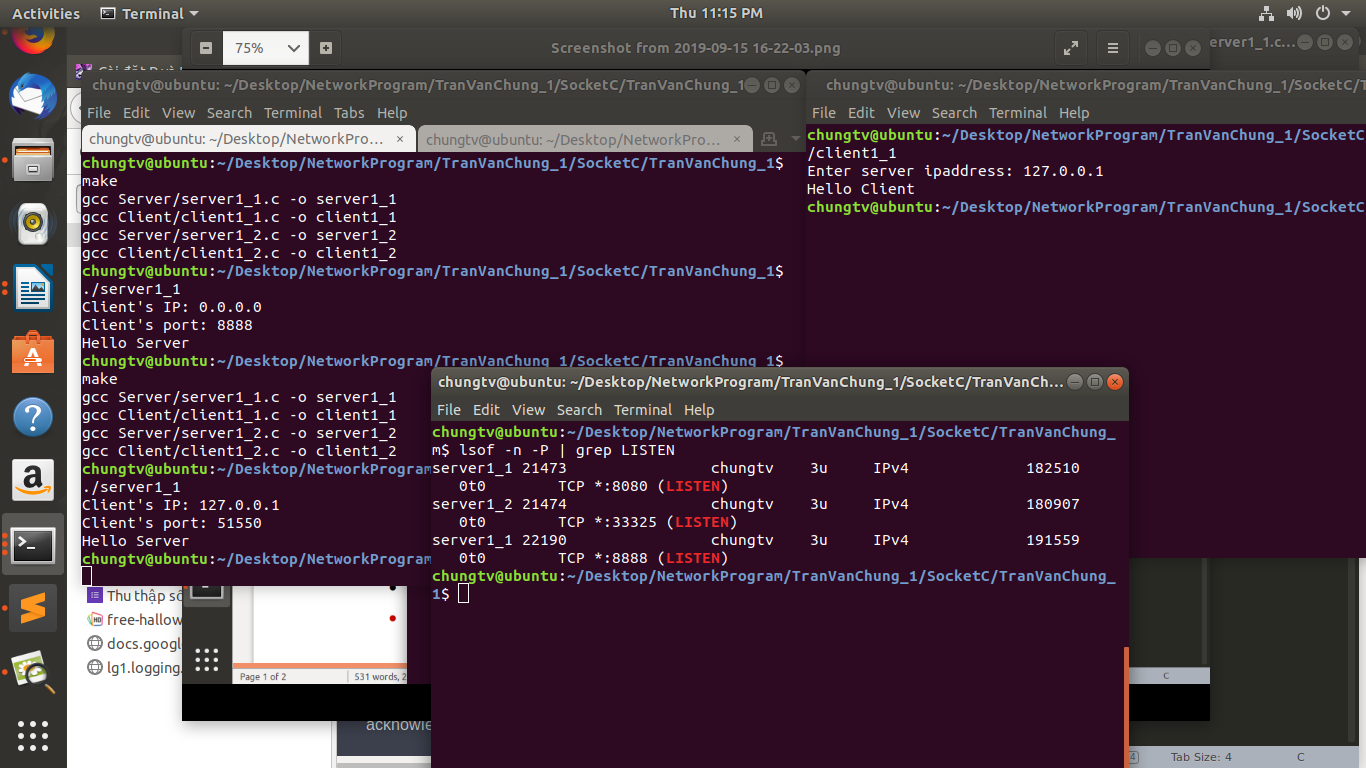 Activities
Terminal
Thu 11:15 PM
75%
Screenshot from 2019-09-15 16-22-03.png
erver1_1.c...
chungtv@ubuntu: ~/Desktop/NetworkProgram/TranVanChung_1/SocketC/TranVanChung_1
File Edit View Search Terminal Tabs Help
chungtv@ubuntu: ~/Desktop/NetworkPro... ×
chungtv@ubuntu: ~/Desktop/NetworkPro... ×
chungtv@ubuntu:~/Desktop/NetworkProgram/TranVanChung_1/SocketC/TranVanChung_1$
make
gcc Server/server1_1.c -o server1_1
gcc Client/client1_1.c -o client1_1
gcc Server/server1_2.c -o server1_2
gcc Client/client1_2.c -o client1_2
chungtv@ubuntu:~/Desktop/NetworkProgram/TranVanChung_1/SocketC/TranVanChung_1$
./server1_1
Client's IP: 0.0.0.0
Client's port: 8888
Hello Server
chungtv@ubuntu:~/Desktop/NetworkProgram/TranVanChung_1/SocketC/TranVanChung_1$
make
gcc Server/server1_1.c -o server1_1
gcc Client/client1_1.c -o client1_1
gcc Server/server1_2.c -o server1_2
gcc Client/client1_2.c -o client1_2
chungtv@ubuntu:~/Desktop/NetworkProgram
./server1_1
Client's IP: 127.0.0.1
Client's port: 51550
Hello Server
chungtv@ubuntu:~/Desktop/NetworkProgram
chungtv@ubuntu: ~/Desktop/NetworkProgram/TranVanChung_1/SocketC
File Edit View Search Terminal Help
chungtv@ubuntu:~/Desktop/NetworkProgram/TranVanChung_1/SocketC
/client1_1
Enter server ipaddress: 127.0.0.1
Hello Client
chungtv@ubuntu:~/Desktop/NetworkProgram/TranVanChung_1/SocketC
chungtv@ubuntu: ~/Desktop/NetworkProgram/TranVanChung_1/SocketC/TranVanCh...
File Edit View Search Terminal Help
chungtv@ubuntu:~/Desktop/NetworkProgram/TranVanChung_1/SocketC/TranVanChung_
m$ lsof -n -P | grep LISTEN
server1_1 21473 chungtv 3u IPv4 182510
0t0 TCP *:8080 (LISTEN)
server1_2 21474 chungtv 3u IPv4 180907
0t0 TCP *:33325 (LISTEN)
server1_1 22190 chungtv 3u IPv4 191559
0t0 TCP *:8888 (LISTEN)
chungtv@ubuntu:~/Desktop/NetworkProgram/TranVanChung_1/SocketC/TranVanChung_
1$
Thu thập số
free-hallow
docs.googl
lg1.logging.
Page 1 of 2
531 words, 2
acknowle
C
Tab Size: 4
C